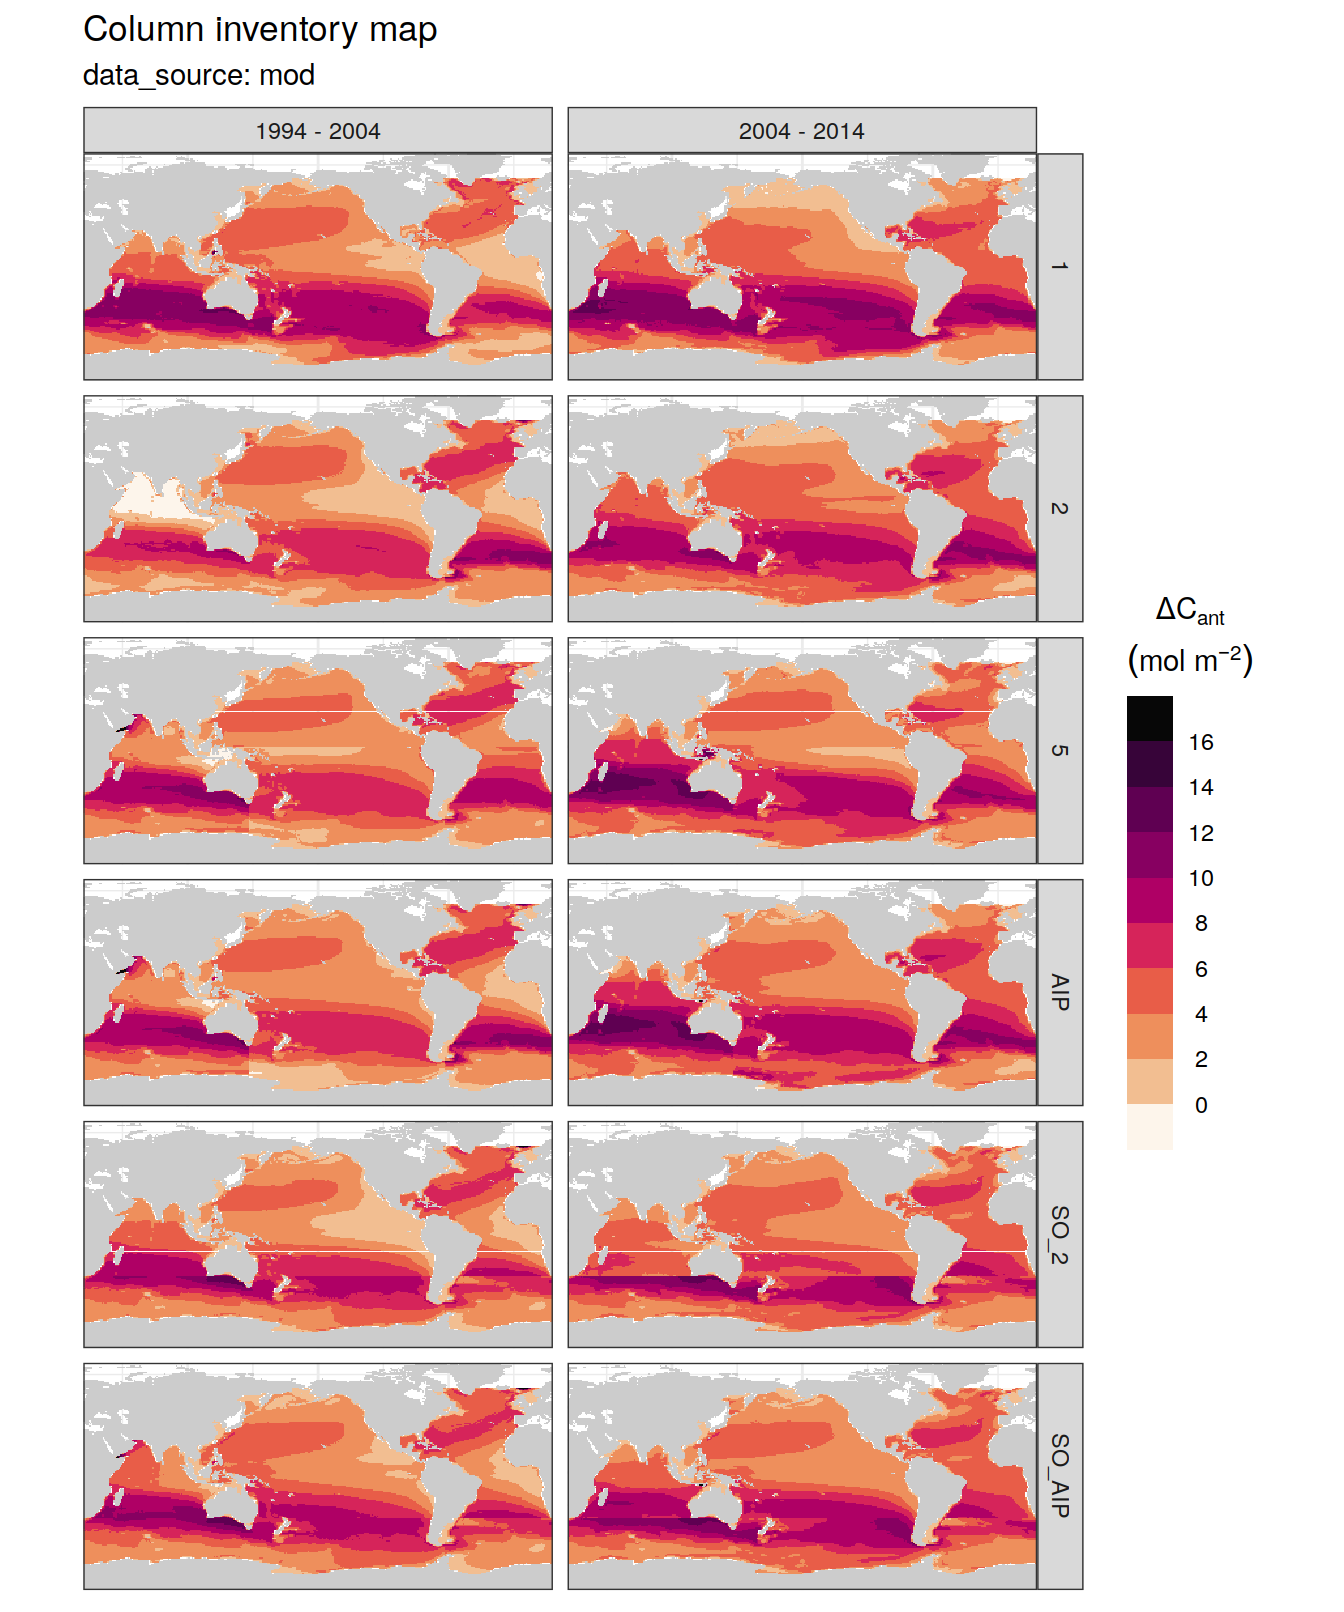 Column inventory map
data_source: mod
1994 - 2004
2004 - 2014
1
2
5
AIP
SO_2
SO_AIP
ΔCant
(mol m−2)
16
14
12
10
8
6
4
2
0